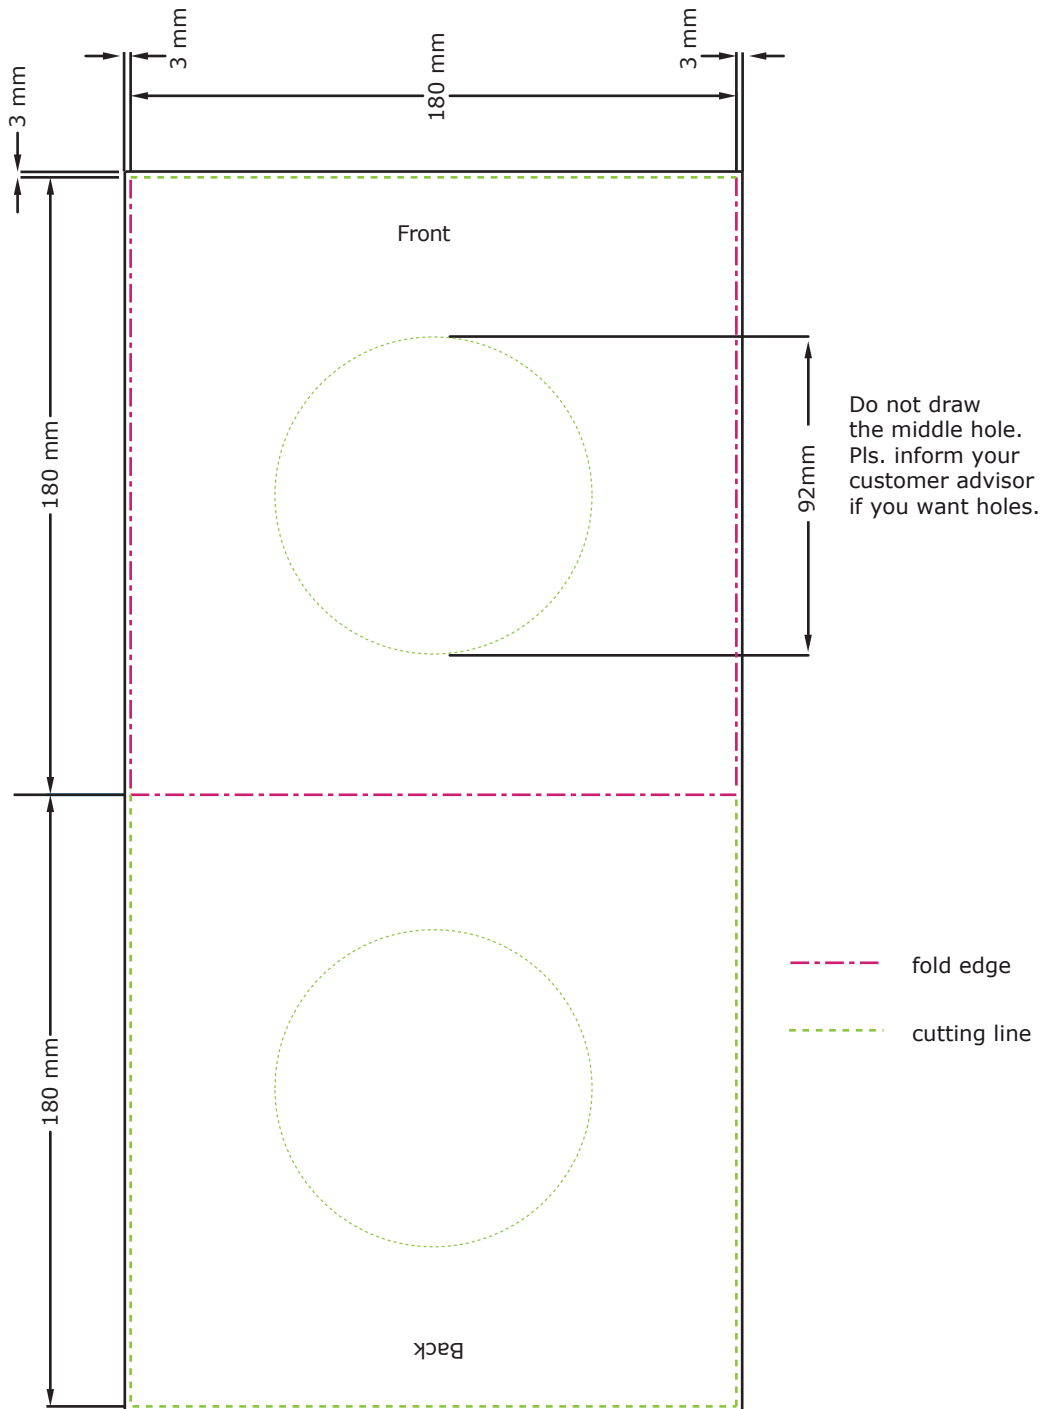 3 mm
3 mm
180 mm
3 mm
Front
180 mm
92mm
Do not draw
the middle hole.
Pls. inform your
customer advisor
if you want holes.
fold edge
cutting line
180 mm
Back